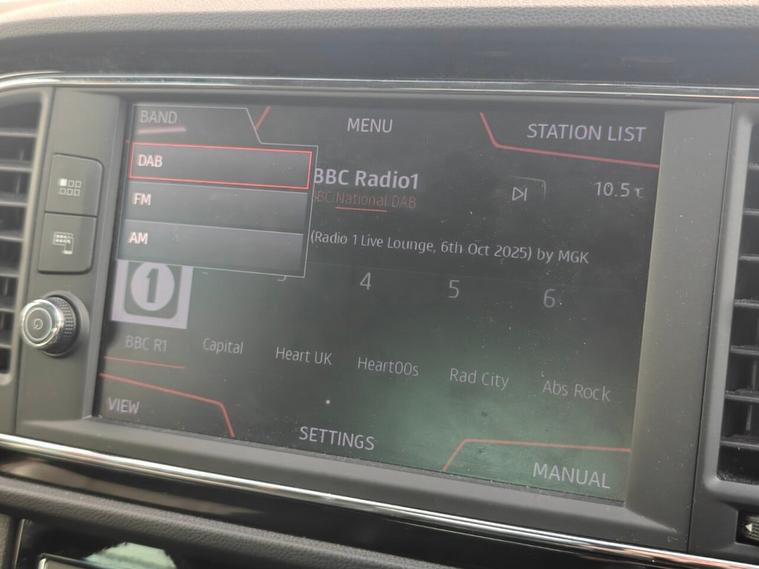 BAND
MENU
STATION LIST
DAB
FM
AM
BBC Radio1
BBC National DAB
10.5°C
(Radio 1 Live Lounge, 6th Oct 2025) by MGK
1
3
4
5
6
BBC R1
Capital
Heart UK
Heart00s
Rad City
Abs Rock
VIEW
SETTINGS
MANUAL